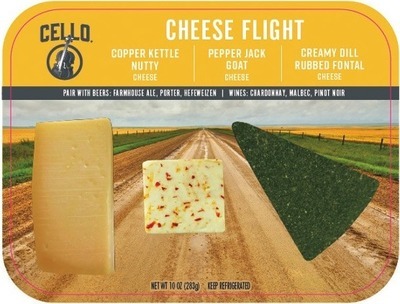 CELLO.
CHEESE FLIGHT
COPPER KETTLE
NUTTY
CHEESE
PEPPER JACK
GOAT
CHEESE
CREAMY DILL
RUBBED FONTAL
CHEESE
PAIR WITH BEERS: FARMHOUSE ALE, PORTER, HEFEWEIZEN | WINES: CHARDONNAY, MALBEC, PINOT NOIR
NET WT 10 OZ (283g) KEEP REFRIGERATED